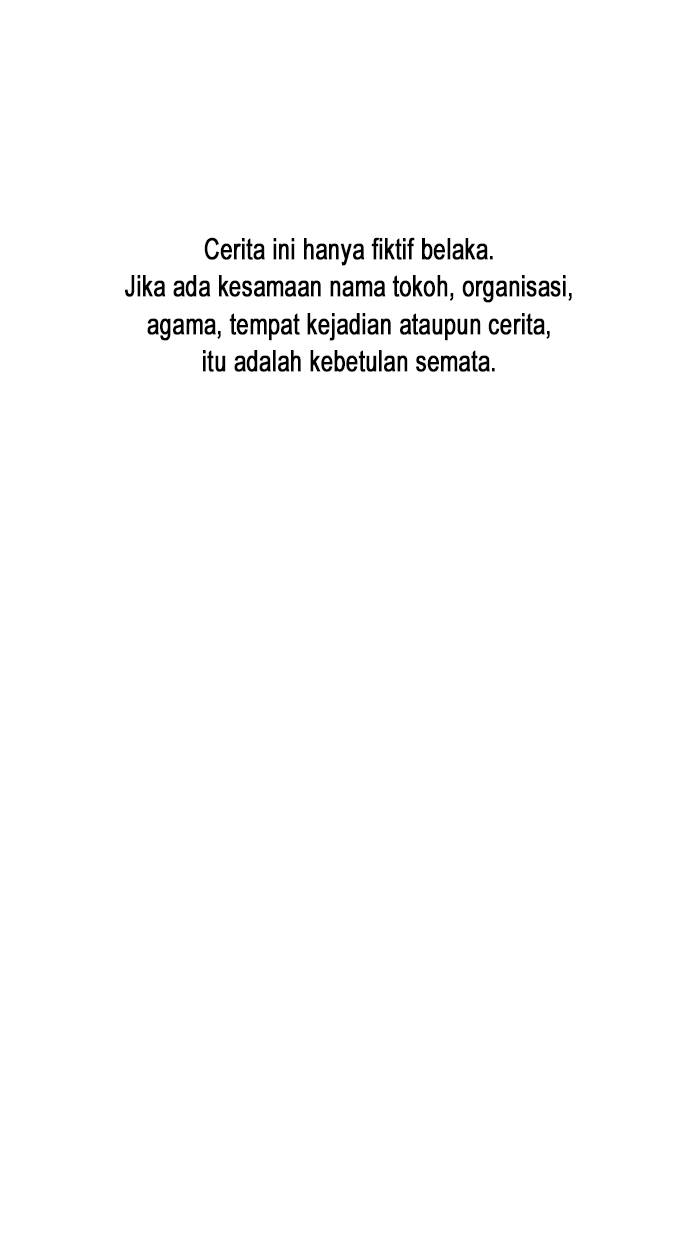 Cerita ini hanya fiktif belaka.
Jika ada kesamaan nama tokoh, organisasi,
agama, tempat kejadian ataupun cerita,
itu adalah kebetulan semata.